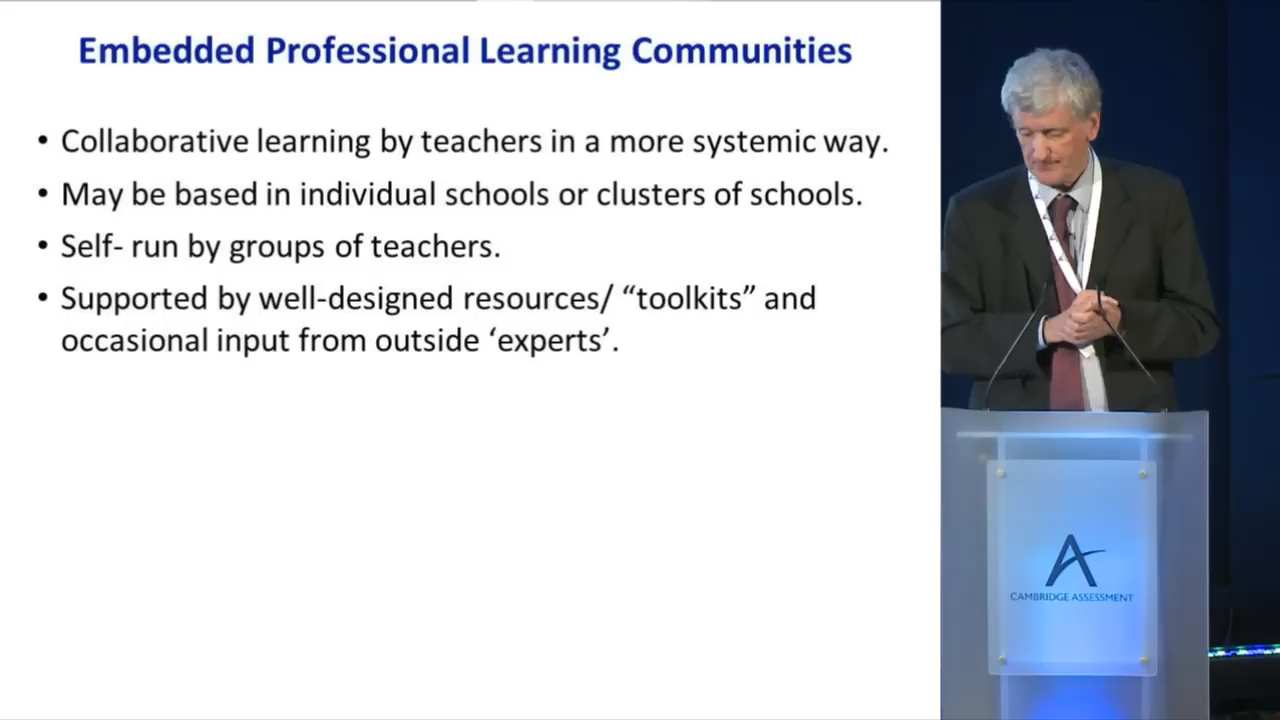 Embedded Professional Learning Communities
• Collaborative learning by teachers in a more systemic way.
• May be based in individual schools or clusters of schools.
• Self- run by groups of teachers.
• Supported by well-designed resources/ “toolkits” and
occasional input from outside ‘experts’.
CAMBRIDGE ASSESSMENT